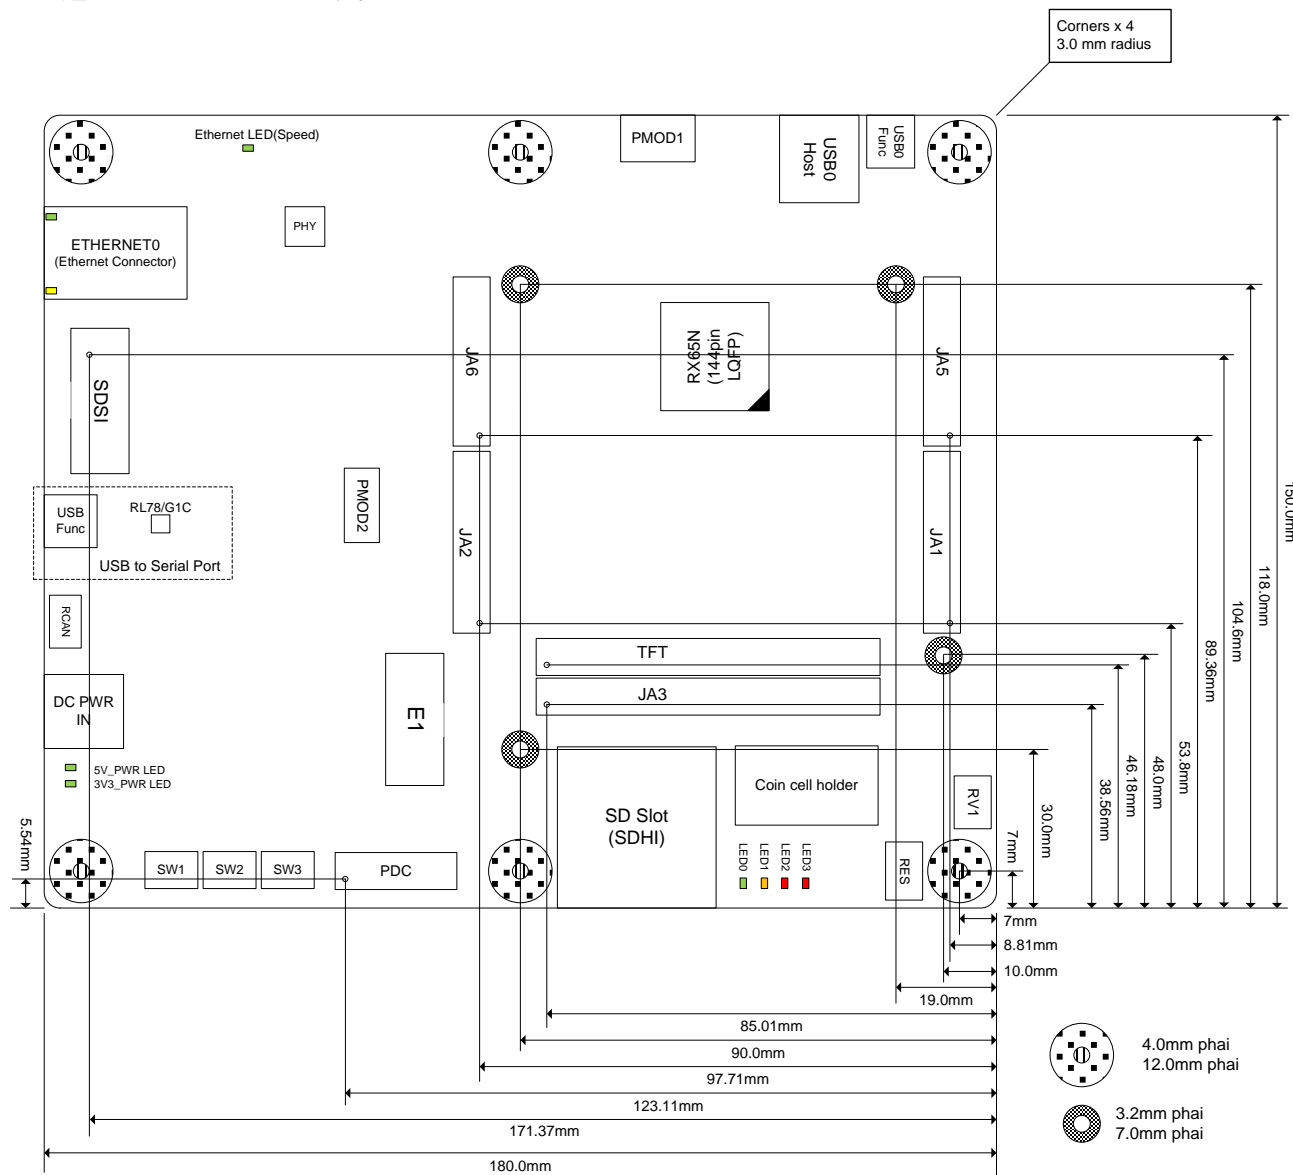 Corners x 4
3.0 mm radius
Ethernet LED(Speed)
PMOD1
USB0
Host
USB0
Func
ETHERNET0
(Ethernet Connector)
PHY
SDSI
JA6
RX65N
(144pin
LQFP)
JA5
USB
Func
RL78/G1C
USB to Serial Port
PMOD2
JA2
JA1
RCAN
DC PWR
IN
E1
TFT
JA3
5V_PWR LED
3V3_PWR LED
SD Slot
(SDHI)
Coin cell holder
RV1
LED0
LED1
LED2
LED3
RES
SW1
SW2
SW3
PDC
5.54mm
7mm
30.0mm
38.56mm
46.18mm
48.0mm
53.8mm
89.36mm
104.6mm
118.0mm
150.0mm
7mm
8.81mm
10.0mm
19.0mm
85.01mm
90.0mm
97.71mm
123.11mm
171.37mm
180.0mm
4.0mm phai
12.0mm phai
3.2mm phai
7.0mm phai